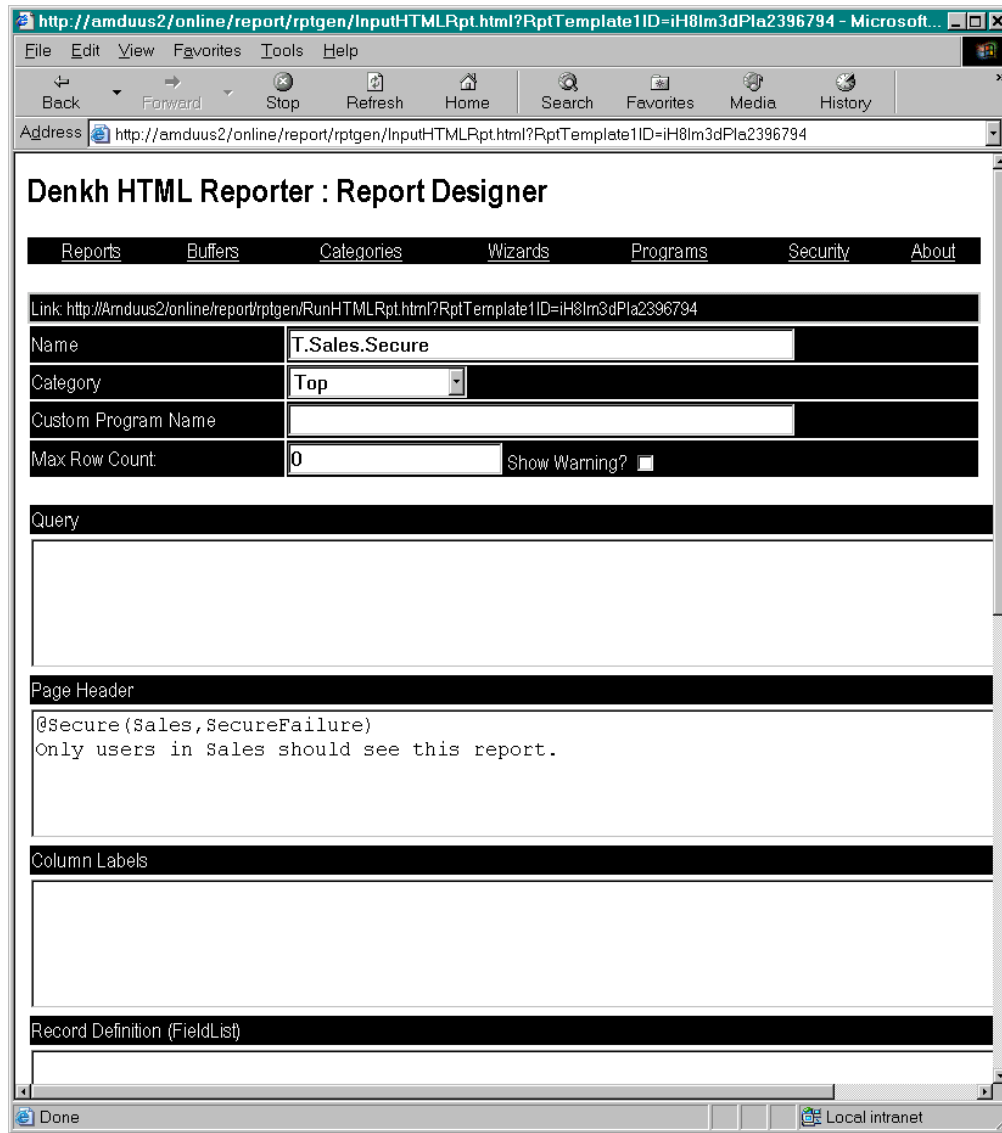 http://amduus2/online/report/rptgen/InputHTMLRpt.html?RptTemplate1ID=iH8Im3dPla2396794 - Microsoft...
File Edit View Favorites Tools Help
Back Forward Stop Refresh Home Search Favorites Media History
Address http://amduus2/online/report/rptgen/InputHTMLRpt.html?RptTemplate1ID=iH8Im3dPla2396794
Denkh HTML Reporter : Report Designer
Reports Buffers Categories Wizards Programs Security About
Link: http://Amduus2/online/report/rptgen/RunHTMLRpt.html?RptTemplate1ID=iH8Im3dPla2396794
Name T.Sales.Secure
Category Top
Custom Program Name
Max Row Count: 0 Show Warning?
Query
Page Header
@Secure(Sales,SecureFailure)
Only users in Sales should see this report.
Column Labels
Record Definition (FieldList)
Done Local intranet